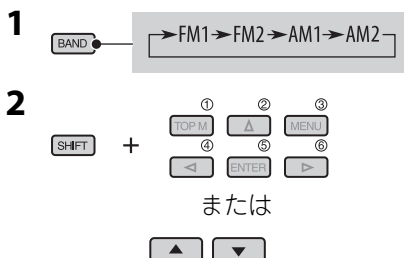 1
BAND
FM1→FM2→AM1→AM2
2
① ② ③
TOP M △ MENU
SHIFT +
④ ⑤ ⑥
◁ ENTER ▷
または
▲ ▼